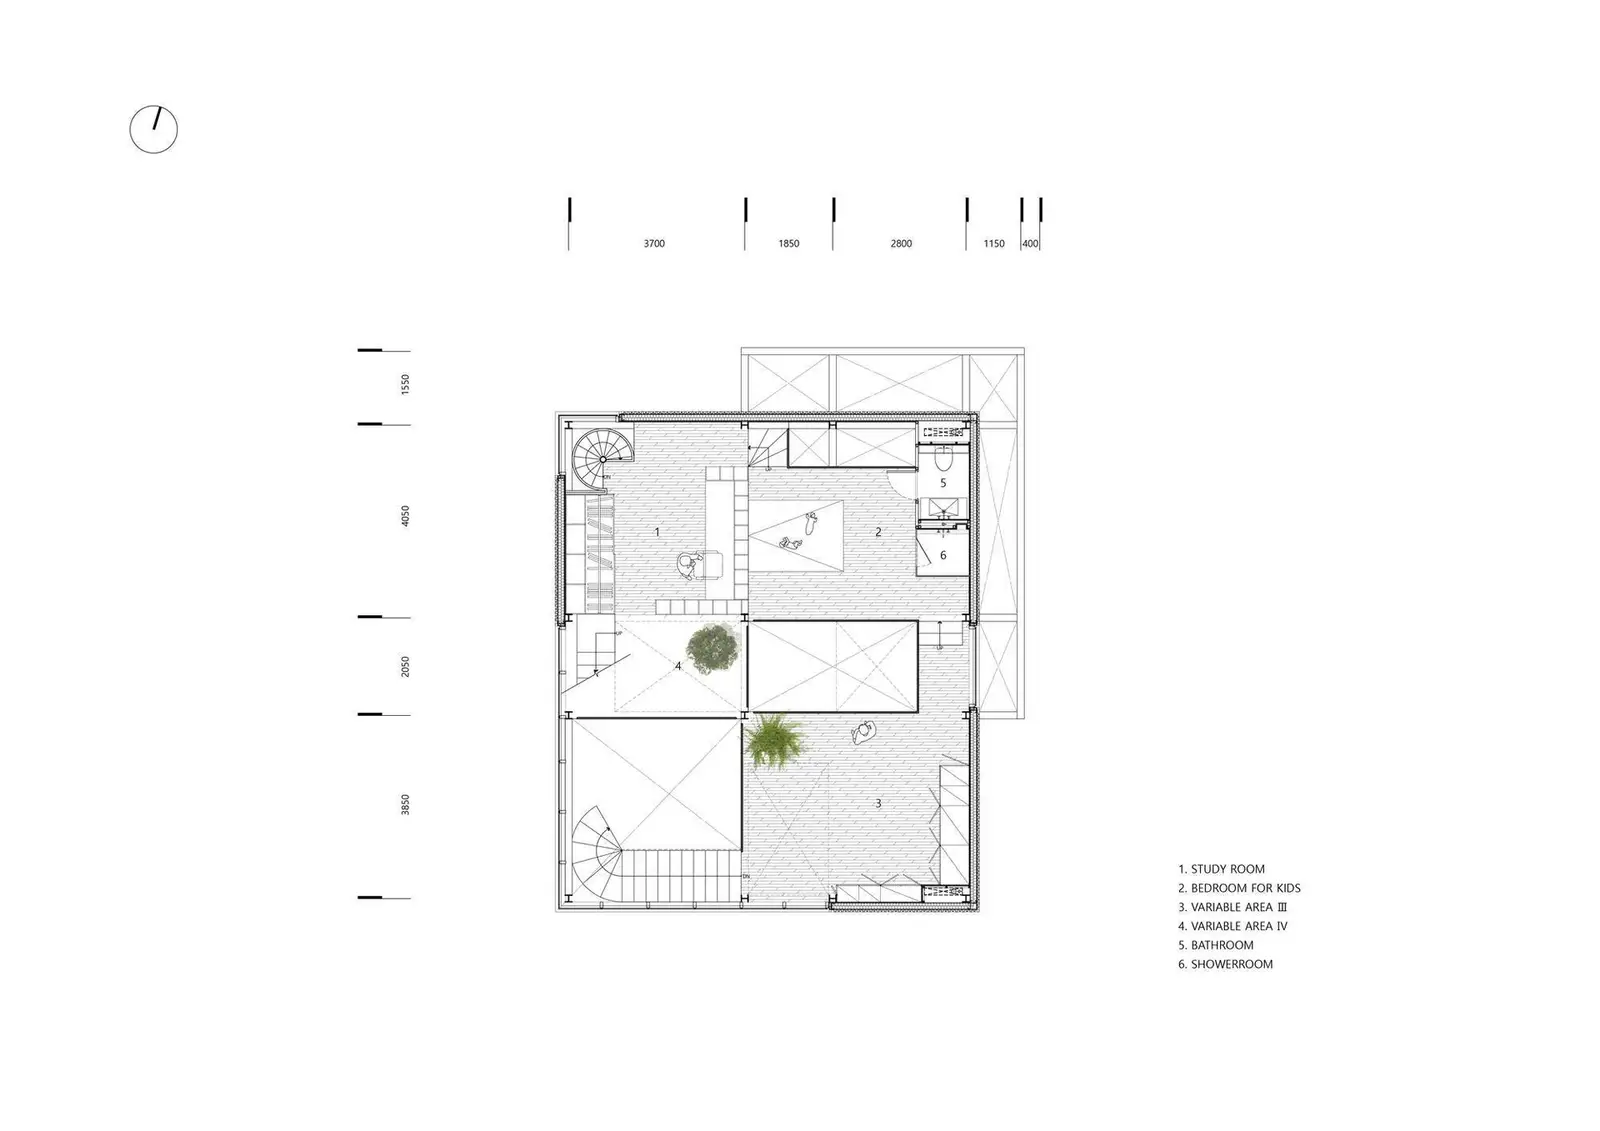 3700
1850
2800
1150
400
1550
4050
2050
3850
DN
UP
1
2
5
6
UP
4
UP
3
DN
1. STUDY ROOM
2. BEDROOM FOR KIDS
3. VARIABLE AREA Ⅲ
4. VARIABLE AREA Ⅳ
5. BATHROOM
6. SHOWERROOM